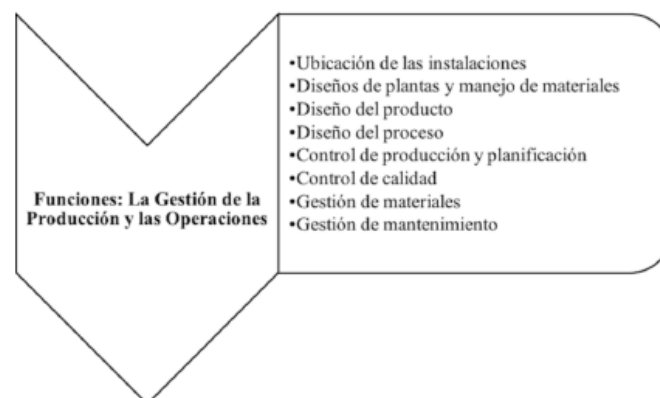 Funciones: La Gestión de la
Producción y las Operaciones
•Ubicación de las instalaciones
•Diseños de plantas y manejo de materiales
•Diseño del producto
•Diseño del proceso
•Control de producción y planificación
•Control de calidad
•Gestión de materiales
•Gestión de mantenimiento